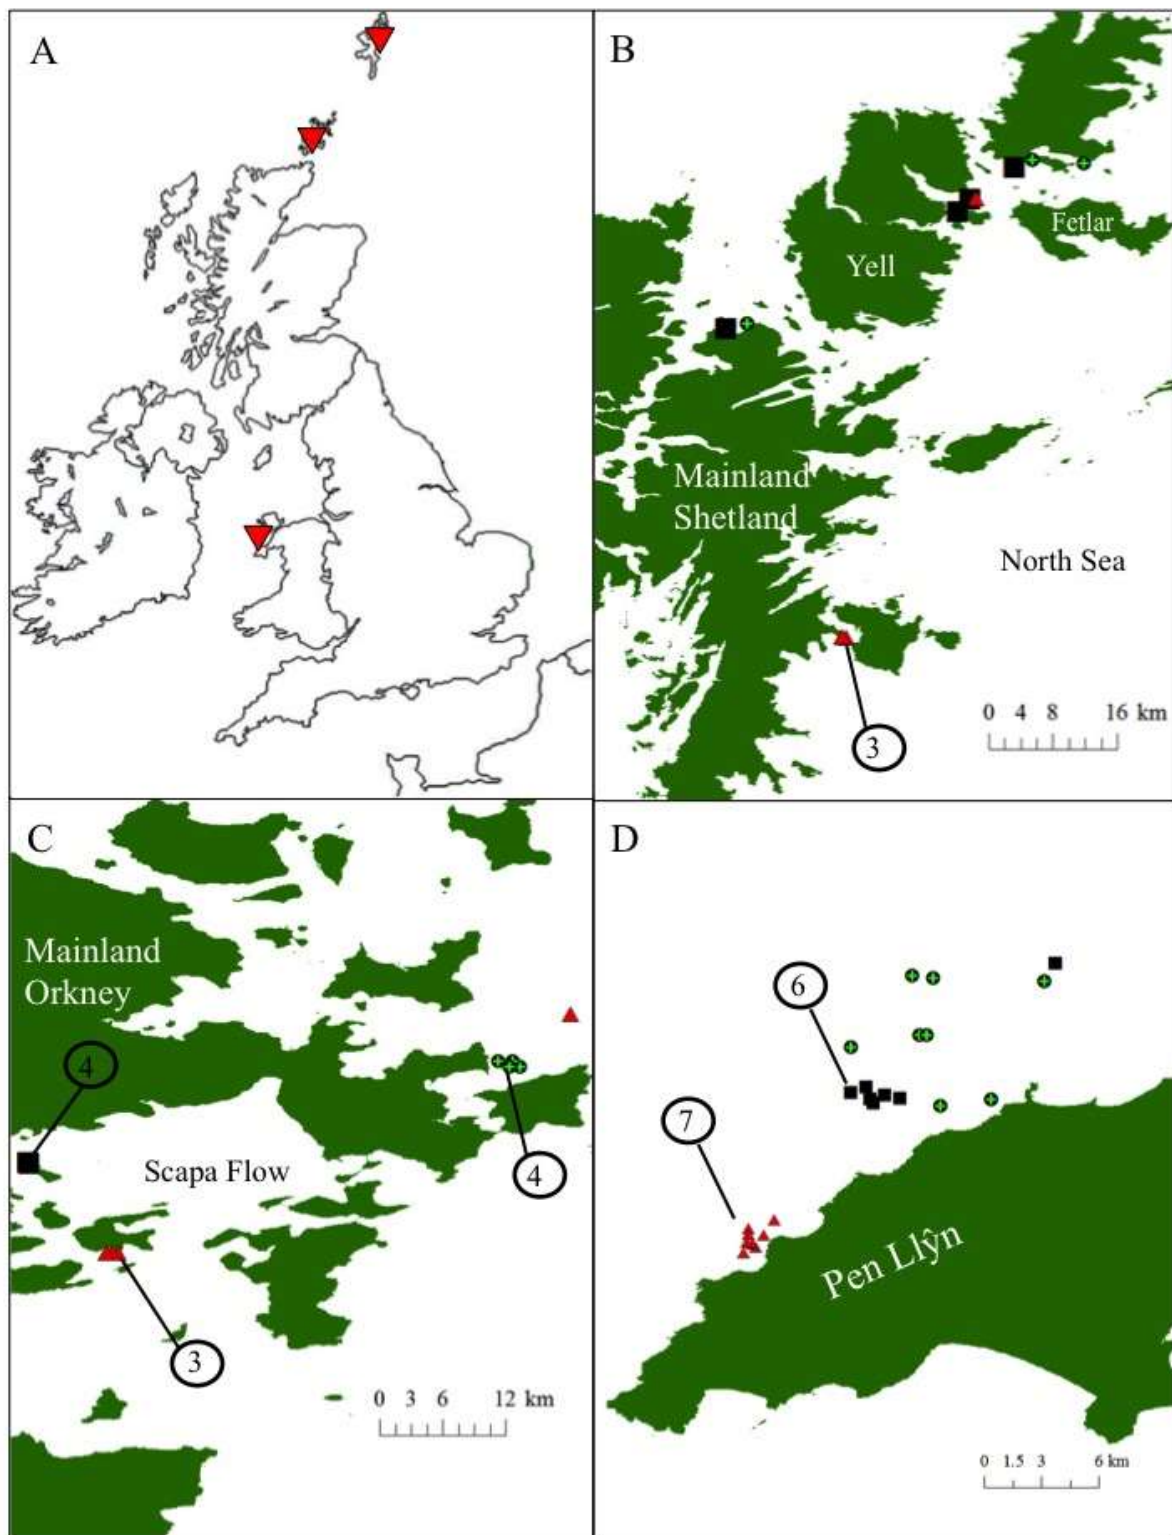 A
B
Fetlar
Yell
Mainland
Shetland
North Sea
0 4 8 16 km
3
C
Mainland
Orkney
4
4
Scapa Flow
3
0 3 6 12 km
D
6
7
Pen Llŷn
0 1.5 3 6 km